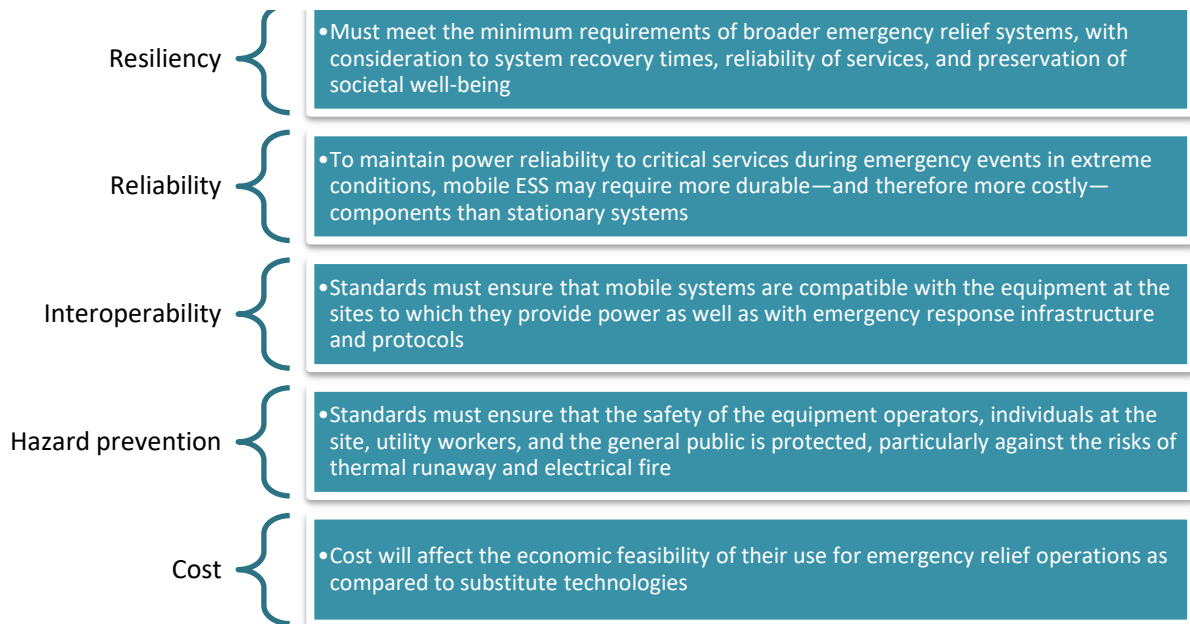 Resiliency
•Must meet the minimum requirements of broader emergency relief systems, with
consideration to system recovery times, reliability of services, and preservation of
societal well-being
Reliability
•To maintain power reliability to critical services during emergency events in extreme
conditions, mobile ESS may require more durable—and therefore more costly—
components than stationary systems
Interoperability
•Standards must ensure that mobile systems are compatible with the equipment at the
sites to which they provide power as well as with emergency response infrastructure
and protocols
Hazard prevention
•Standards must ensure that the safety of the equipment operators, individuals at the
site, utility workers, and the general public is protected, particularly against the risks of
thermal runaway and electrical fire
Cost
•Cost will affect the economic feasibility of their use for emergency relief operations as
compared to substitute technologies